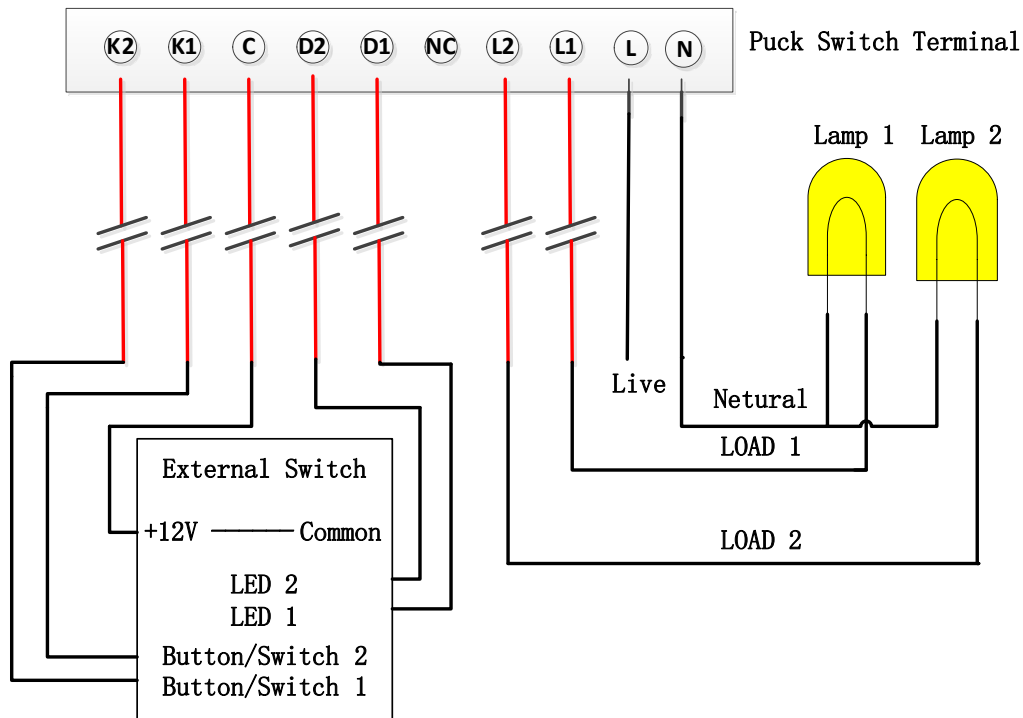 K2 K1 C D2 D1 NC L2 L1 L N
Puck Switch Terminal
Lamp 1 Lamp 2
Live
Netural
LOAD 1
LOAD 2
External Switch
+12V Common
LED 2
LED 1
Button/Switch 2
Button/Switch 1